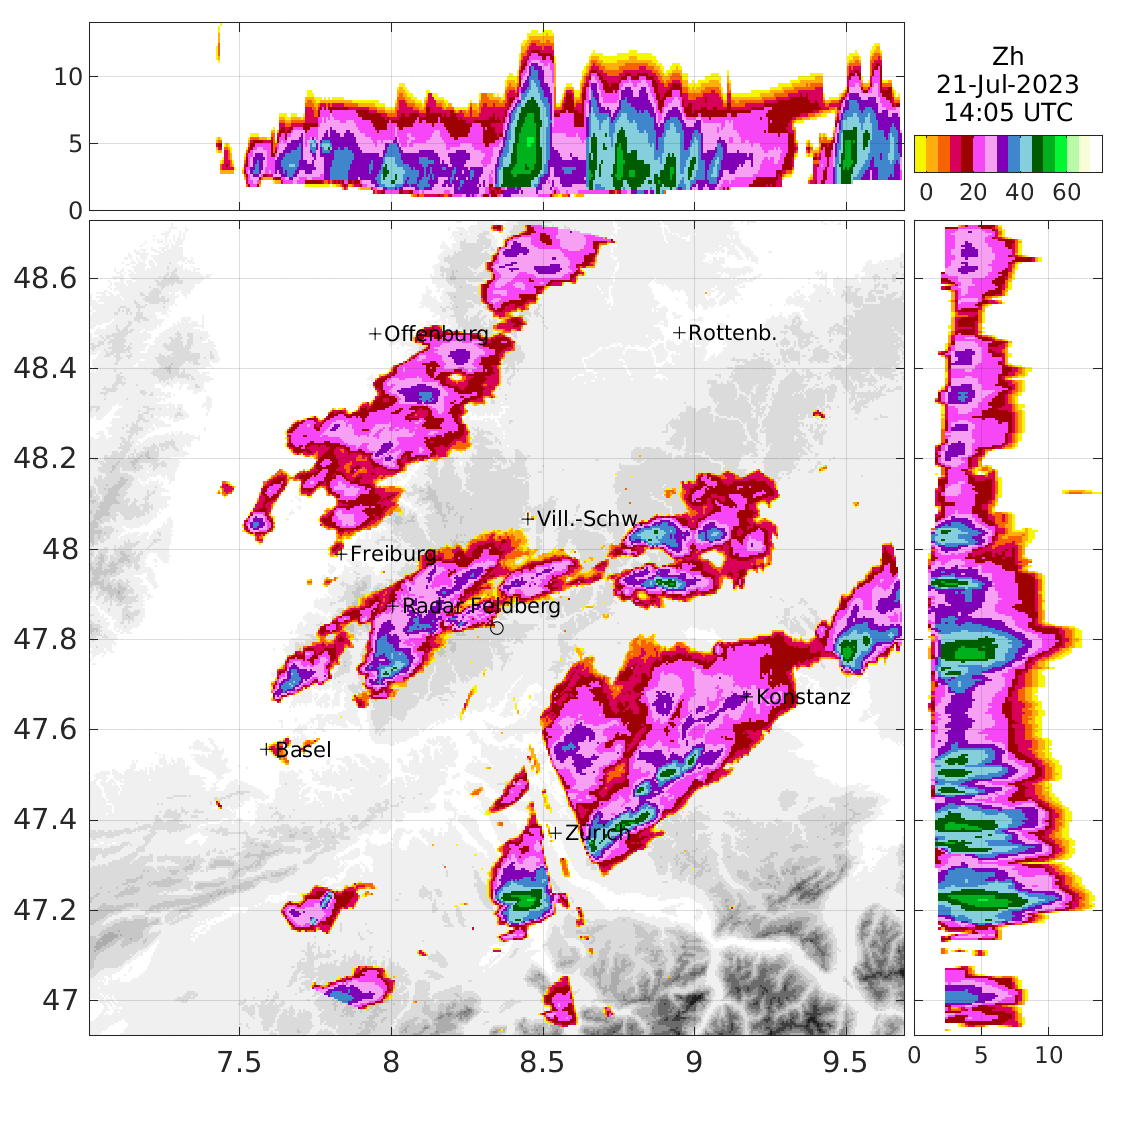 10
5
0
Zh
21-Jul-2023
14:05 UTC
0 20 40 60
48.6
48.4
48.2
48
47.8
47.6
47.4
47.2
47
+Offenburg
+Rottenb.
+Vill.-Schw.
+Freiburg
+Radar Feldberg
+Konstanz
+Basel
+Zürich
7.5 8 8.5 9 9.5
0 5 10